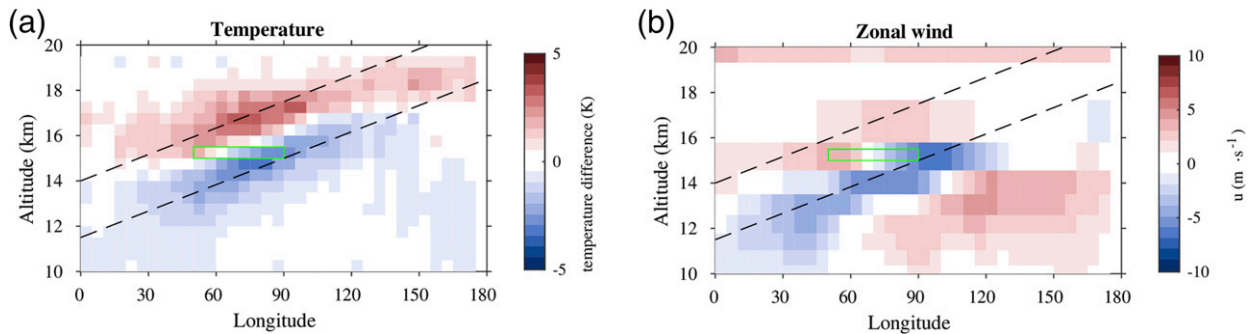 (a)
Temperature
20
18
16
14
12
10
Altitude (km)
0 30 60 90 120 150 180
Longitude
5
0
-5
temperature difference (K)
(b)
Zonal wind
20
18
16
14
12
10
Altitude (km)
0 30 60 90 120 150 180
Longitude
10
5
0
-5
-10
u (m ·s⁻¹)